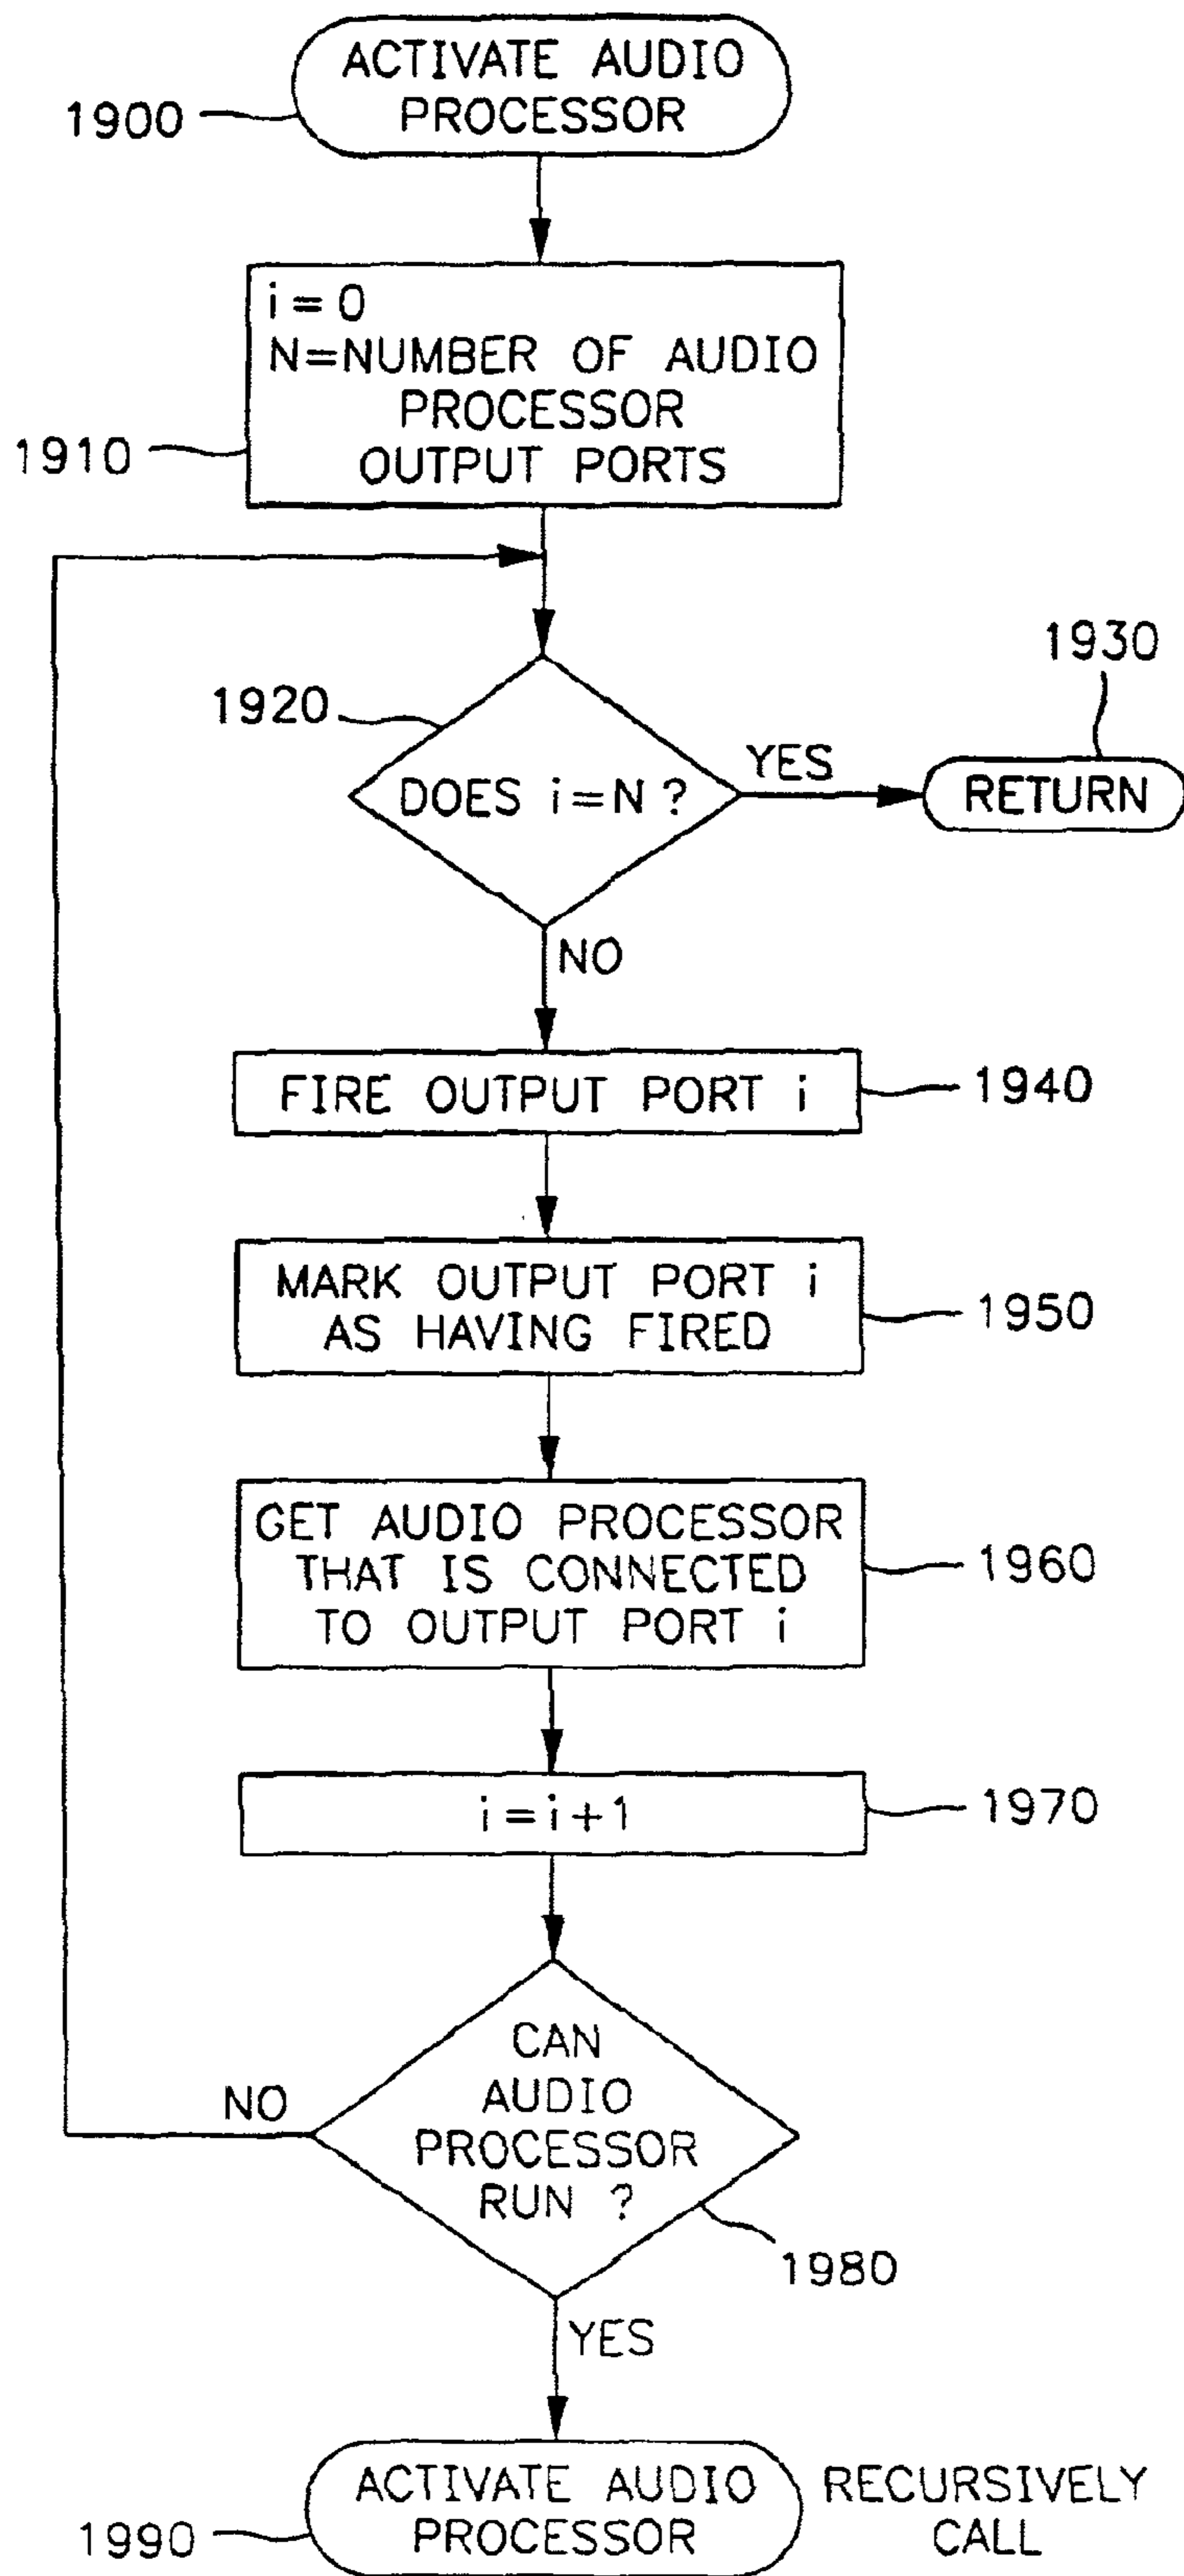 ACTIVATE AUDIO
PROCESSOR
1900
i = 0
N=NUMBER OF AUDIO
PROCESSOR
OUTPUT PORTS
1910
1930
1920
DOES i=N ?
YES
RETURN
NO
FIRE OUTPUT PORT i
1940
MARK OUTPUT PORT i
AS HAVING FIRED
1950
GET AUDIO PROCESSOR
THAT IS CONNECTED
TO OUTPUT PORT i
1960
i=i+1
1970
CAN
AUDIO
PROCESSOR
RUN ?
NO
1980
YES
ACTIVATE AUDIO
PROCESSOR
1990
RECURSIVELY
CALL